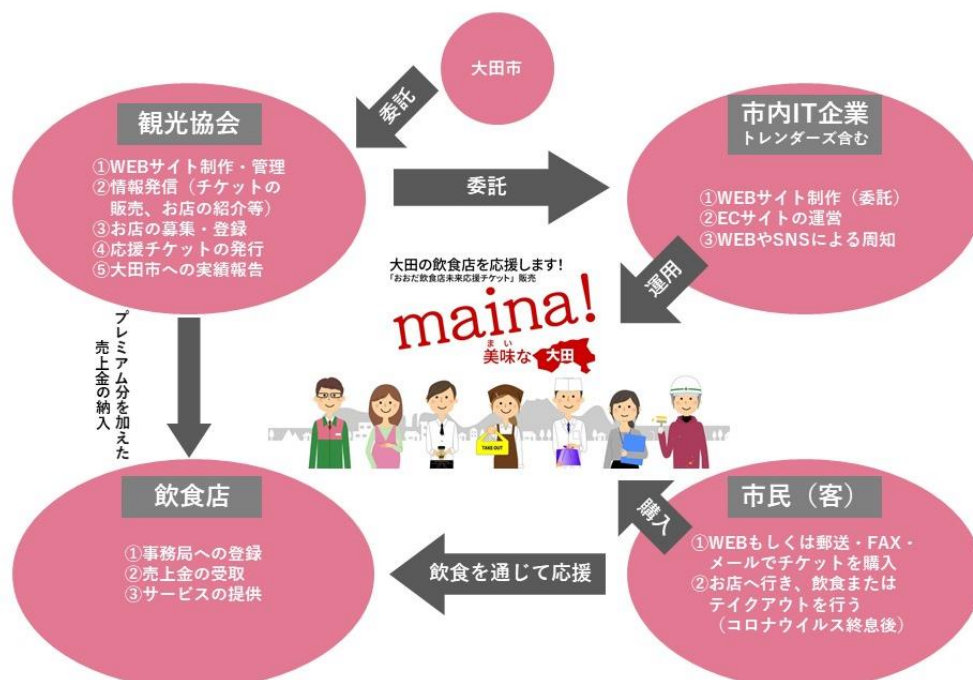 大田市
委託
観光協会
①WEBサイト制作・管理
②情報発信（チケットの
販売、お店の紹介等）
③お店の募集・登録
④応援チケットの発行
⑤大田市への実績報告
委託
市内IT企業
トレンダーズ含む
①WEBサイト制作（委託）
②ECサイトの運営
③WEBやSNSによる周知
運用
大田の飲食店を応援します！
「おおだ飲食店未来応援チケット」販売
maina!
まい
美味な大田
TAKE OUT
プレミアム分を加えた
売上金の納入
飲食店
①事務局への登録
②売上金の受取
③サービスの提供
飲食を通じて応援
購入
市民（客）
①WEBもしくは郵送・FAX・
メールでチケットを購入
②お店へ行き、飲食または
テイクアウトを行う
（コロナウイルス終息後）